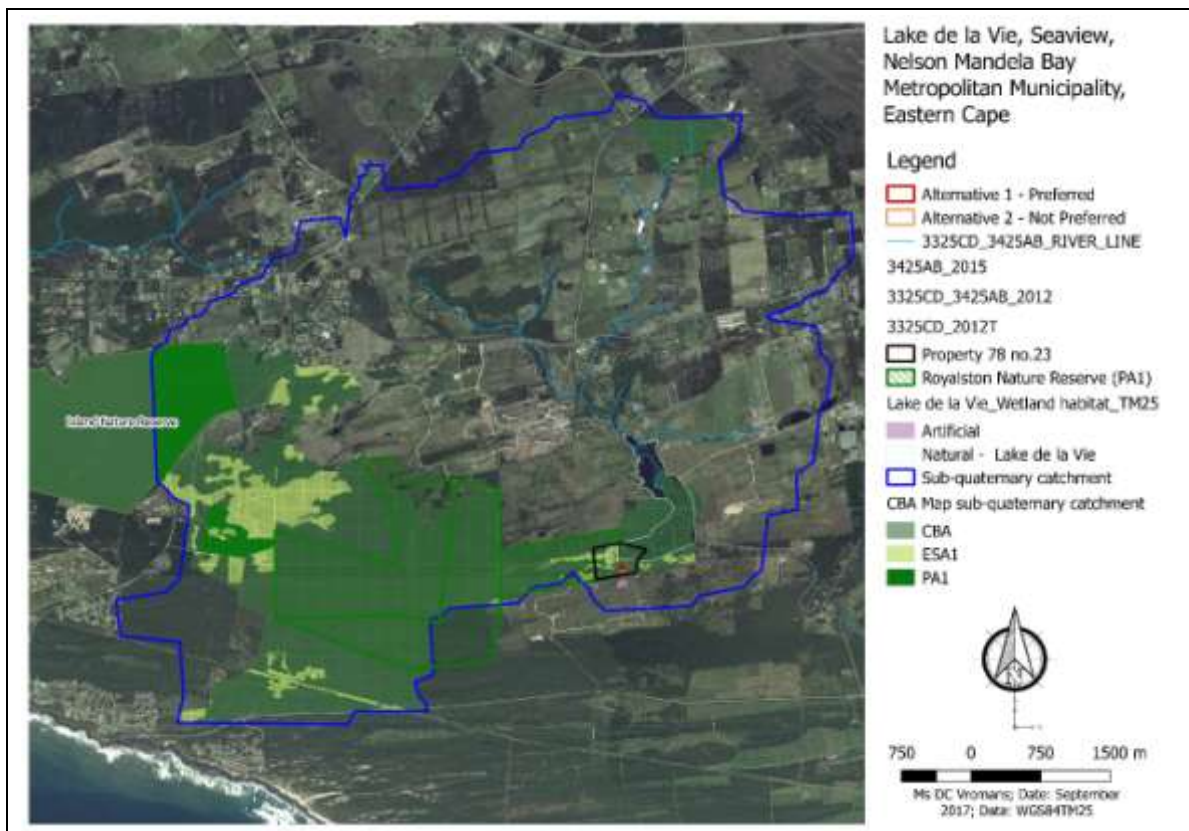 Lake de la Vie, Seaview,
Nelson Mandela Bay
Metropolitan Municipality,
Eastern Cape
Legend
Alternative 1 - Preferred
Alternative 2 - Not Preferred
3325CD_3425AB_RIVER_LINE
3425AB_2015
3325CD_3425AB_2012
3325CD_2012T
Property 78 no.23
Royalston Nature Reserve (PA1)
Lake de la Vie_Wetland habitat_TM25
Artificial
Natural - Lake de la Vie
Sub-quaternary catchment
CBA Map sub-quaternary catchment
CBA
ESA1
PA1
Island Nature Reserve
750 0 750 1500 m
Ms DC Vromans; Date: September
2017; Data: WGS84TM25